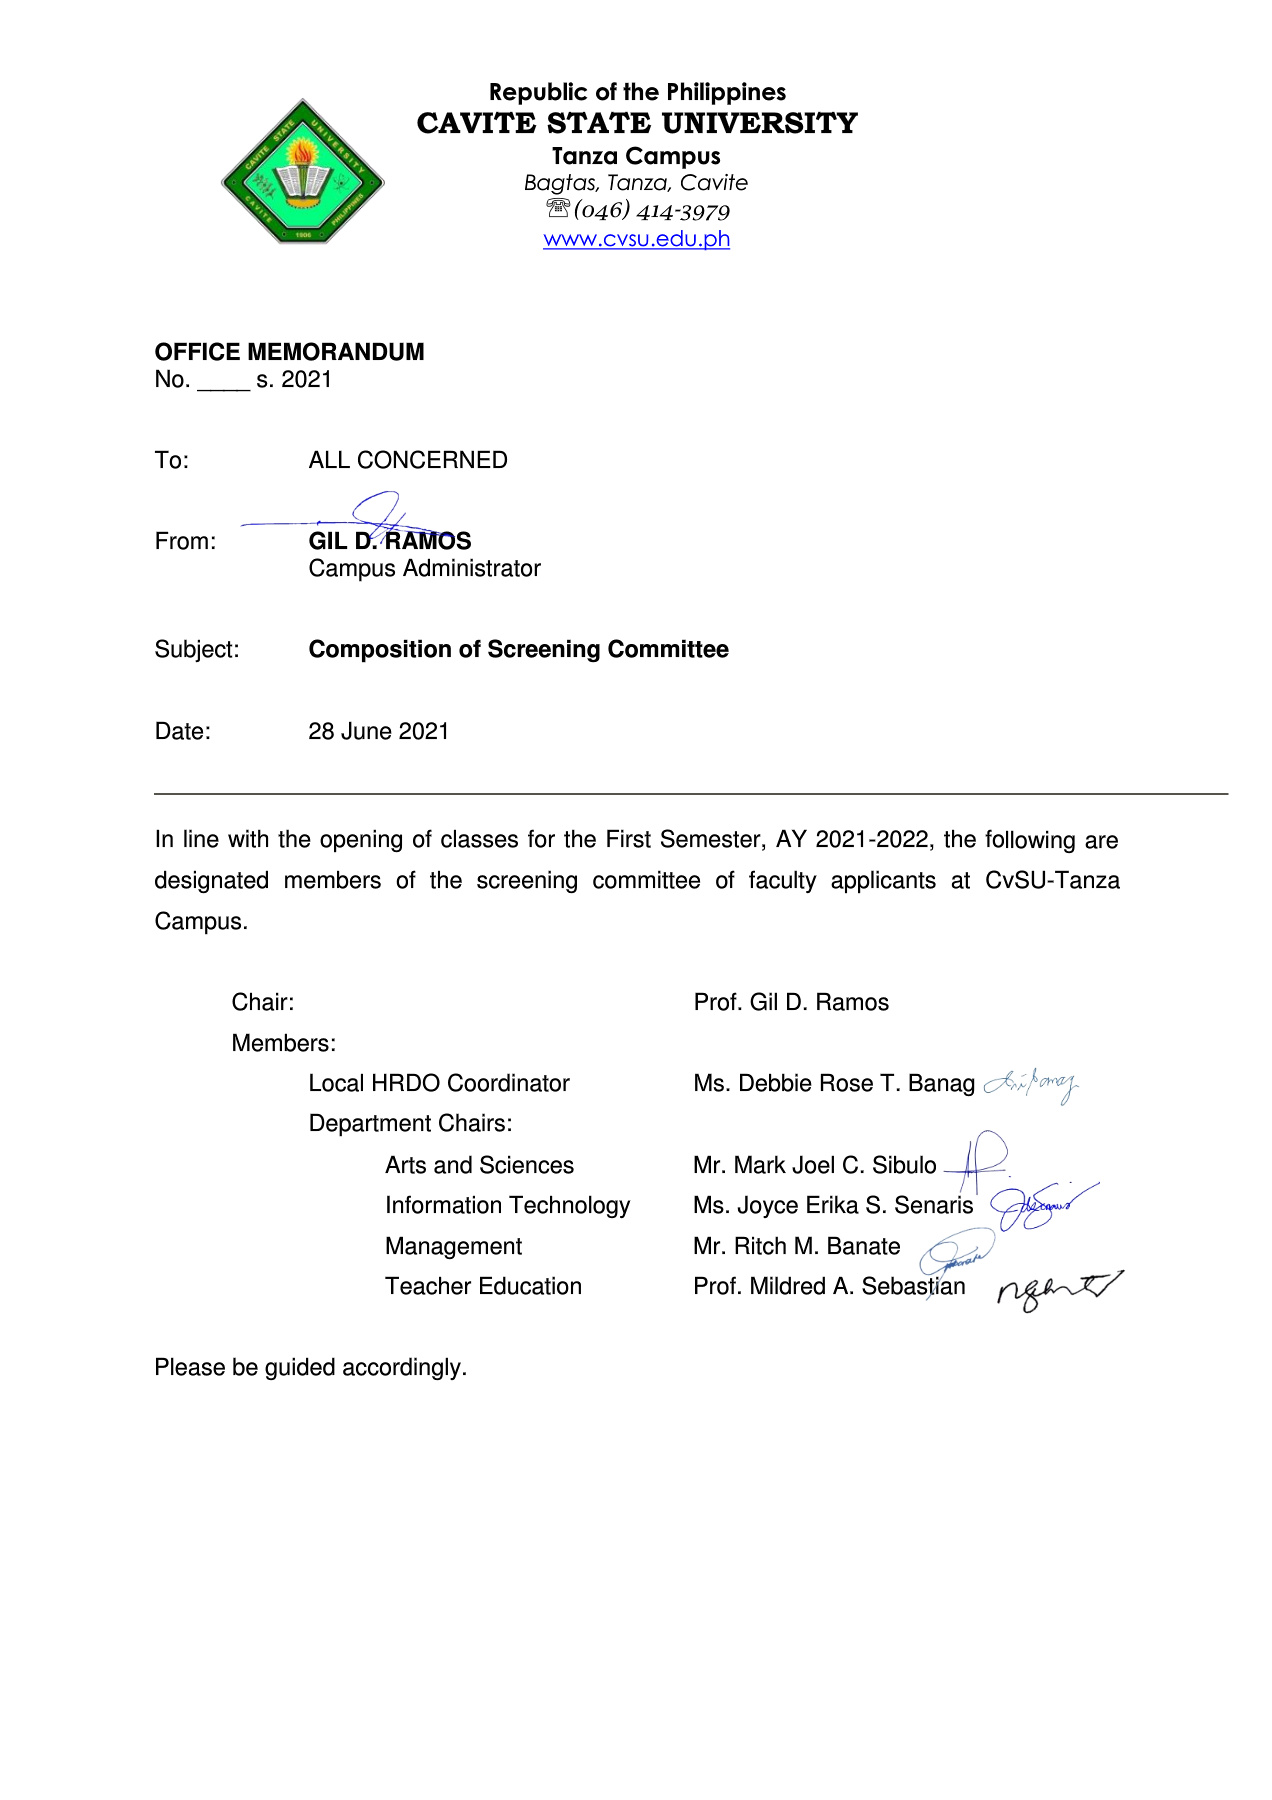 Republic of the Philippines
CAVITE STATE UNIVERSITY
Tanza Campus
Bagtas, Tanza, Cavite
☏(046) 414-3979
www.cvsu.edu.ph
CAVITE STATE UNIVERSITY
CAVITE PHILIPPINES
1906
OFFICE MEMORANDUM
No. ____ s. 2021
To: ALL CONCERNED
From: GIL D. RAMOS
Campus Administrator
Subject: Composition of Screening Committee
Date: 28 June 2021
In line with the opening of classes for the First Semester, AY 2021-2022, the following are
designated members of the screening committee of faculty applicants at CvSU-Tanza
Campus.
Chair: Prof. Gil D. Ramos
Members:
Local HRDO Coordinator Ms. Debbie Rose T. Banag
Department Chairs:
Arts and Sciences Mr. Mark Joel C. Sibulo
Information Technology Ms. Joyce Erika S. Senaris
Management Mr. Ritch M. Banate
Teacher Education Prof. Mildred A. Sebastian
Please be guided accordingly.